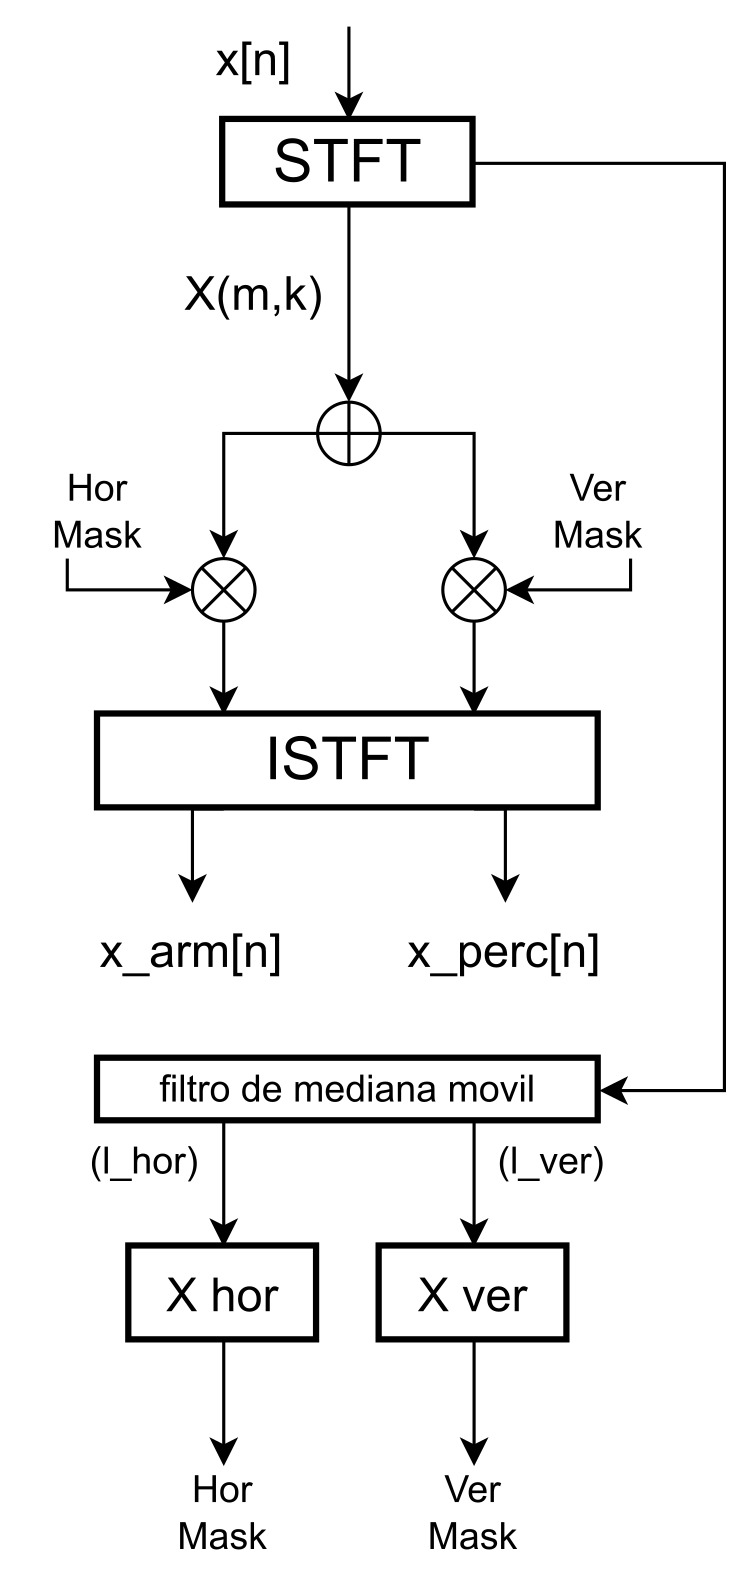 x[n]
STFT
X(m,k)
Hor
Mask
Ver
Mask
ISTFT
x_arm[n]
x_perc[n]
filtro de mediana movil
(l_hor)
(l_ver)
X hor
X ver
Hor
Mask
Ver
Mask